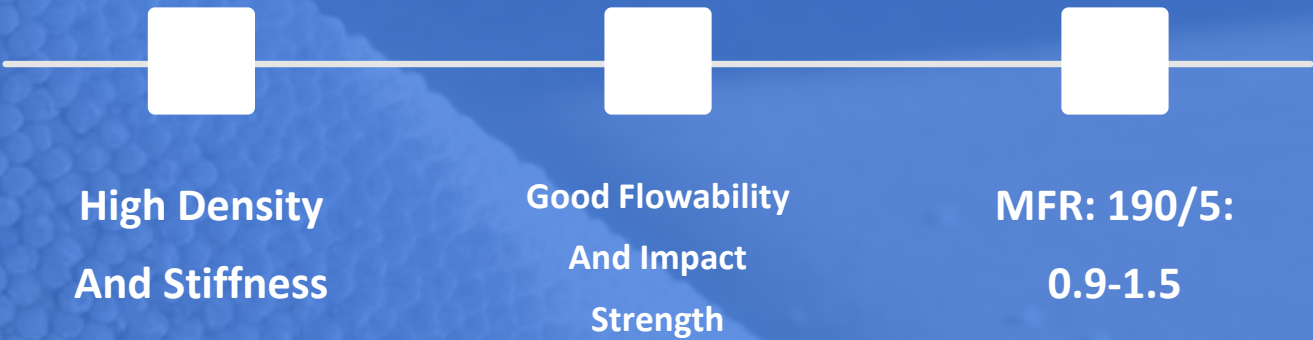 High Density
And Stiffness
Good Flowability
And Impact
Strength
MFR: 190/5:
0.9-1.5